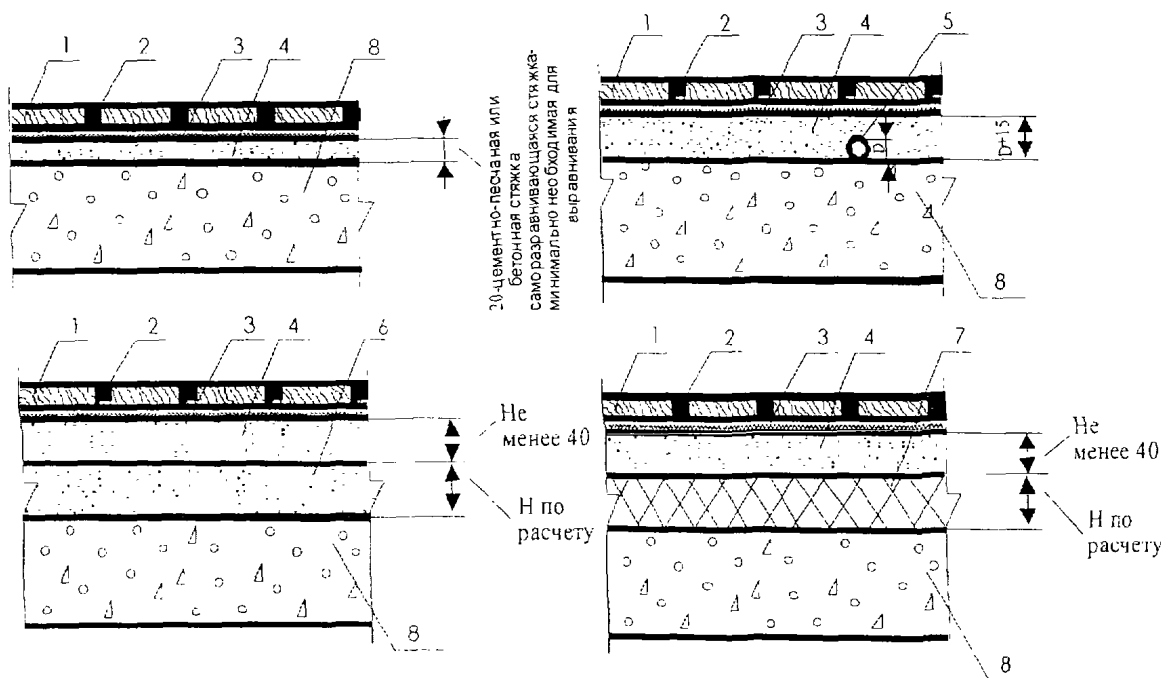 1 2 3 4 8
20-цементно-песчаная или
бетонная стяжка
саморазравнивающаяся стяжка-
минимально необходимая для
выравнивания
1 2 3 4 5
D
D+15
8
1 2 3 4 6
Не
менее 40
Н по
расчету
8
1 2 3 4 7
Не
менее 40
Н по
расчету
8